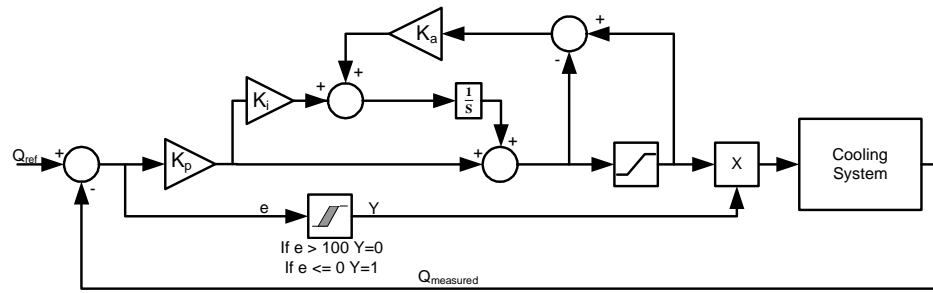 K_a
+
+
-
+
K_i
+
1/S
+
Q_ref
+
-
K_p
+
X
Cooling
System
e
Y
If e > 100 Y=0
If e <= 0 Y=1
Q_measured